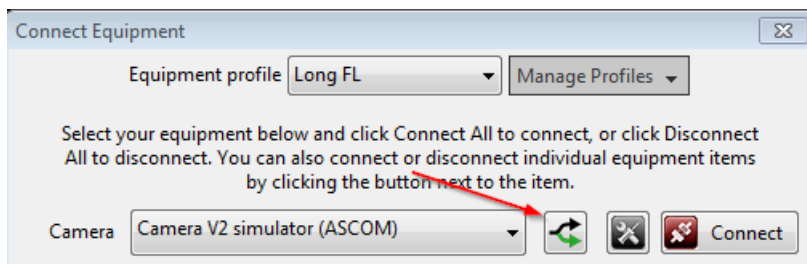 Connect Equipment
Equipment profile Long FL Manage Profiles
Select your equipment below and click Connect All to connect, or click Disconnect
All to disconnect. You can also connect or disconnect individual equipment items
by clicking the button next to the item.
Camera Camera V2 simulator (ASCOM) Connect